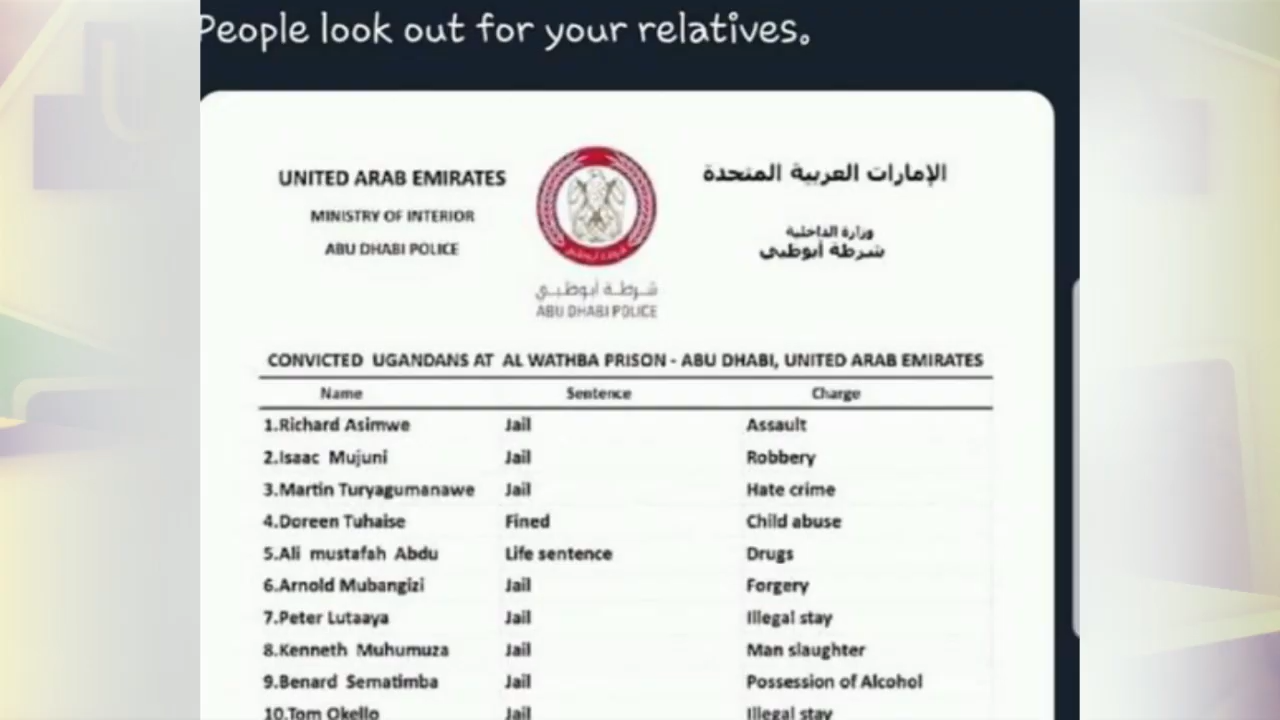 People look out for your relatives.
UNITED ARAB EMIRATES
MINISTRY OF INTERIOR
ABU DHABI POLICE
شرطة أبوظبي
ABU DHABI POLICE
الإمارات العربية المتحدة
وزارة الداخلية
شرطة أبوظبي
CONVICTED UGANDANS AT AL WATHBA PRISON - ABU DHABI, UNITED ARAB EMIRATES
Name Sentence Charge
1.Richard Asimwe Jail Assault
2.Isaac Mujuni Jail Robbery
3.Martin Turyagumanawe Jail Hate crime
4.Doreen Tuhaise Fined Child abuse
5.Ali mustafah Abdu Life sentence Drugs
6.Arnold Mubangizi Jail Forgery
7.Peter Lutaaya Jail Illegal stay
8.Kenneth Muhumuza Jail Man slaughter
9.Benard Sematimba Jail Possession of Alcohol
10.Tom Okello Jail Illegal stay